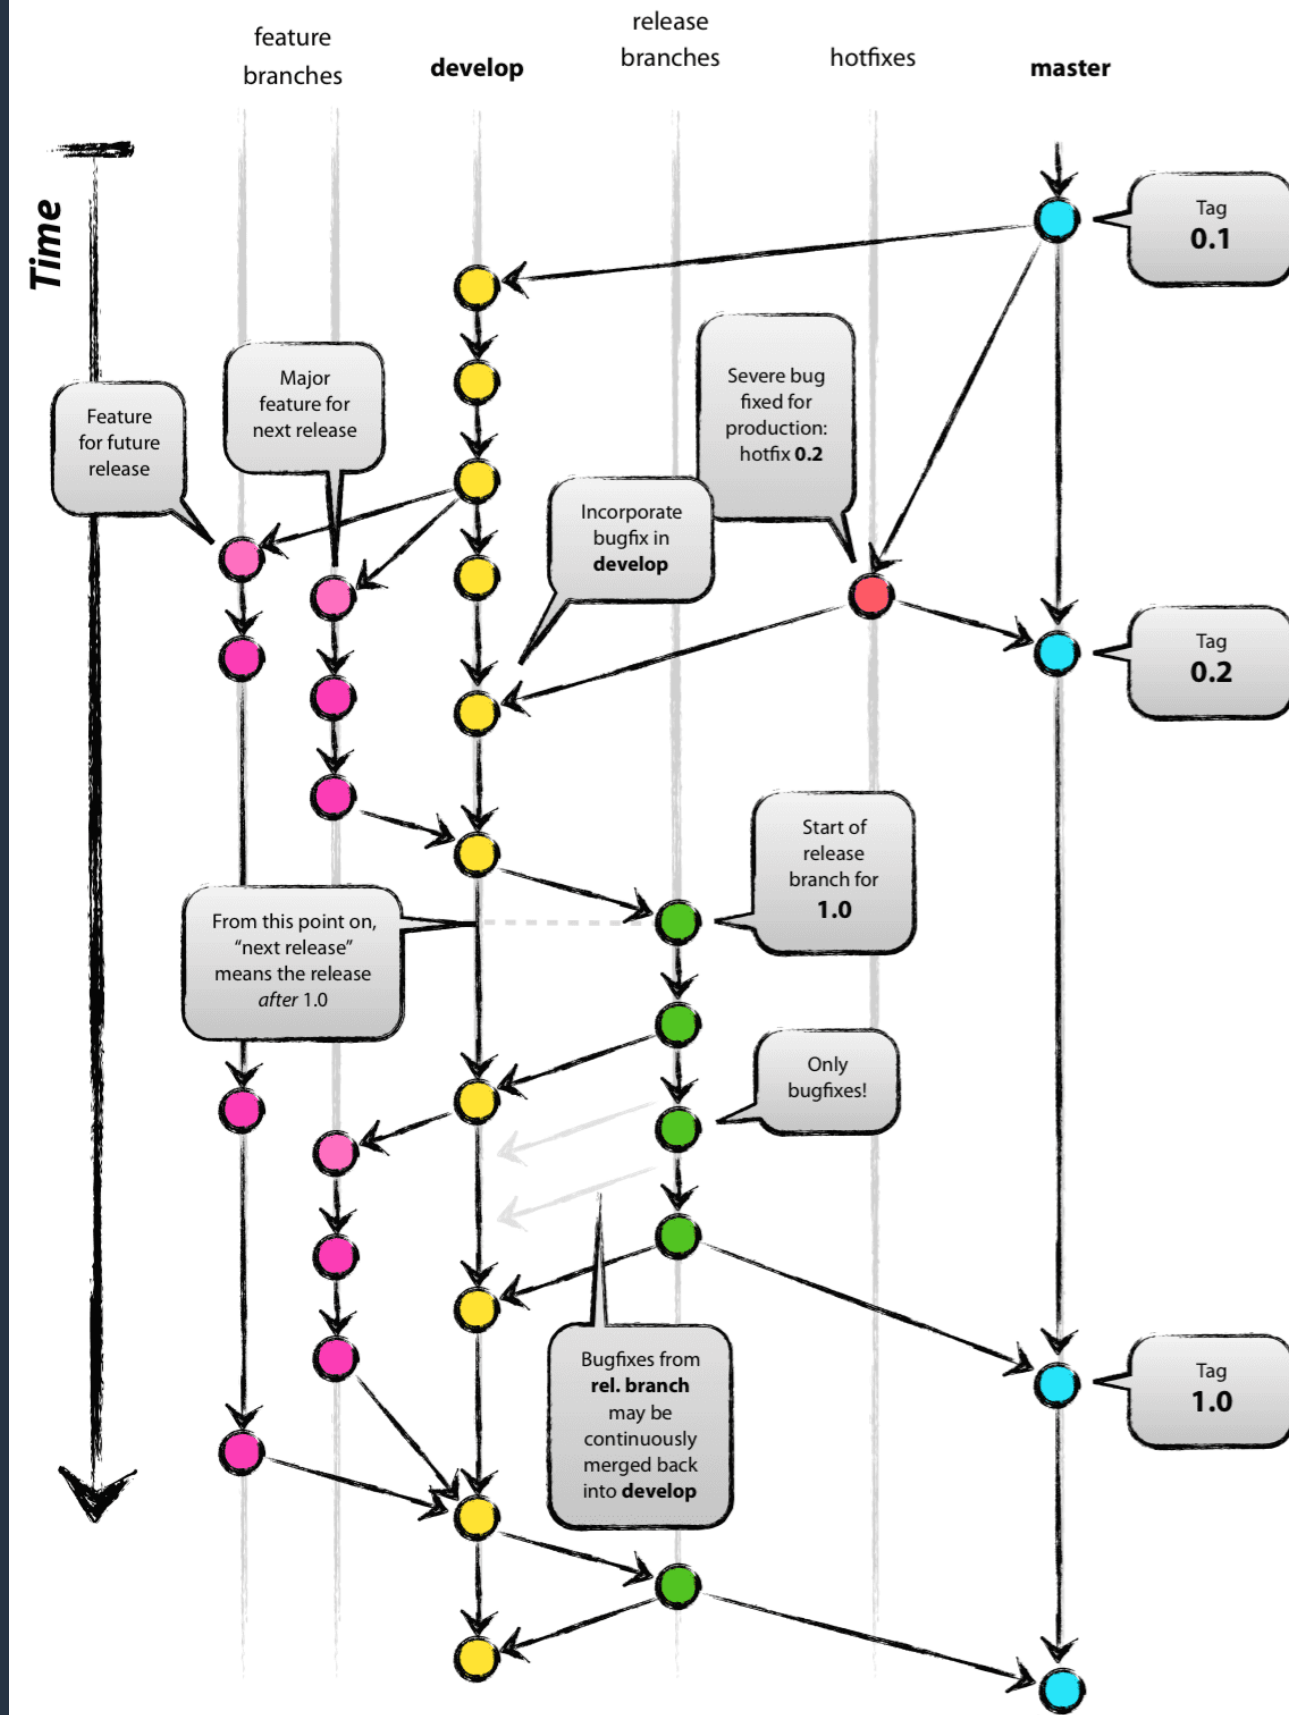 feature
branches
develop
release
branches
hotfixes
master
Time
Tag
0.1
Major
feature for
next release
Feature
for future
release
Severe bug
fixed for
production:
hotfix 0.2
Incorporate
bugfix in
develop
Tag
0.2
Start of
release
branch for
1.0
From this point on,
“next release”
means the release
after 1.0
Only
bugfixes!
Bugfixes from
rel. branch
may be
continuously
merged back
into develop
Tag
1.0